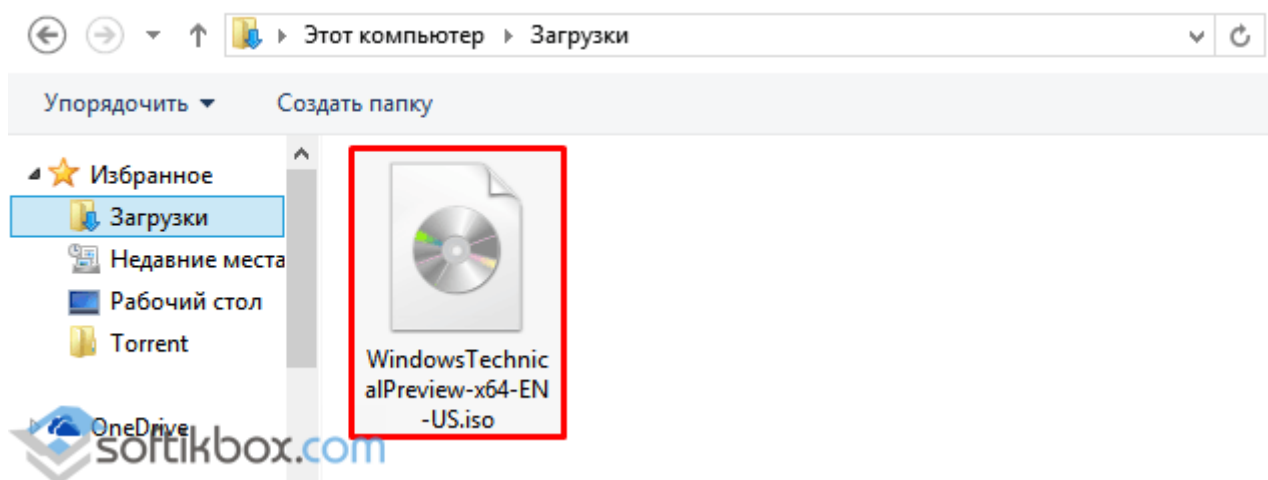 Этот компьютер Загрузки
Упорядочить Создать папку
Избранное
Загрузки
Недавние места
Рабочий стол
Torrent
OneDrive
WindowsTechnic
alPreview-x64-EN
-US.iso
softikbox.com